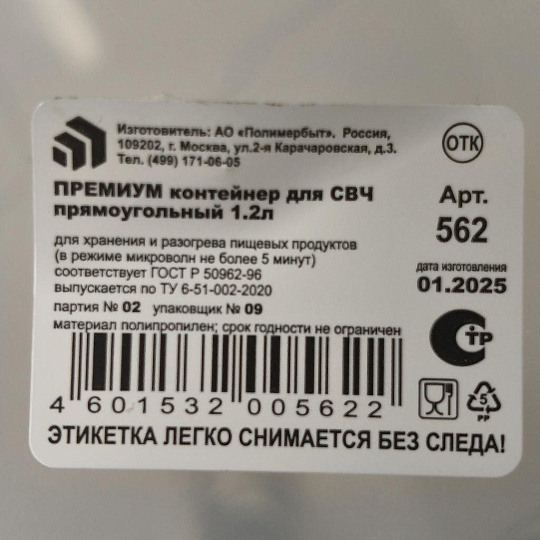 Изготовитель: АО «Полимербыт». Россия,
109202, г. Москва, ул.2-я Карачаровская, д.3.
Тел. (499) 171-06-05
ОТК
ПРЕМИУМ контейнер для СВЧ
прямоугольный 1.2л
Арт.
562
для хранения и разогрева пищевых продуктов
(в режиме микроволн не более 5 минут)
соответствует ГОСТ Р 50962-96
выпускается по ТУ 6-51-002-2020
дата изготовления
01.2025
партия № 02 упаковщик № 09
материал полипропилен; срок годности не ограничен
СТР
4 601532 005622
5
PP
ЭТИКЕТКА ЛЕГКО СНИМАЕТСЯ БЕЗ СЛЕДА!